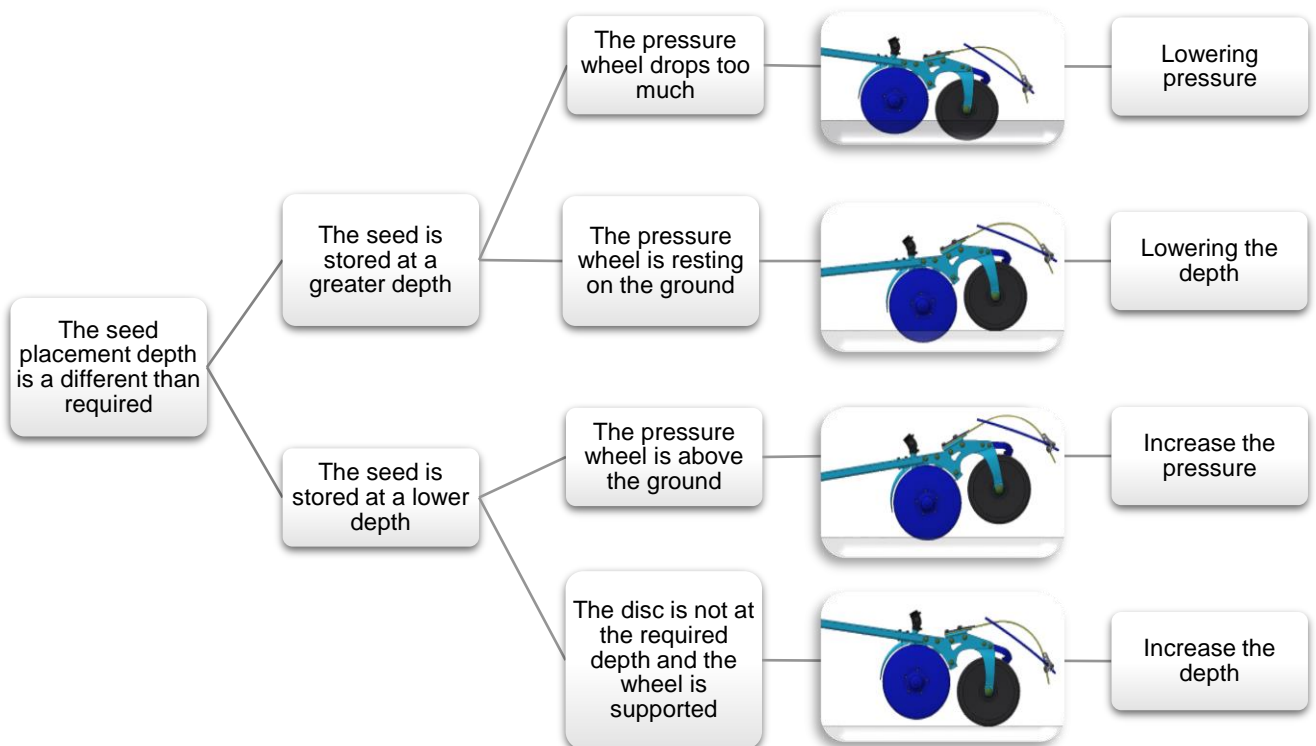 The seed
placement depth
is a different than
required
The seed is
stored at a
greater depth
The pressure
wheel drops too
much
Lowering
pressure
The pressure
wheel is resting
on the ground
Lowering the
depth
The seed is
stored at a lower
depth
The pressure
wheel is above
the ground
Increase the
pressure
The disc is not at
the required
depth and the
wheel is
supported
Increase the
depth